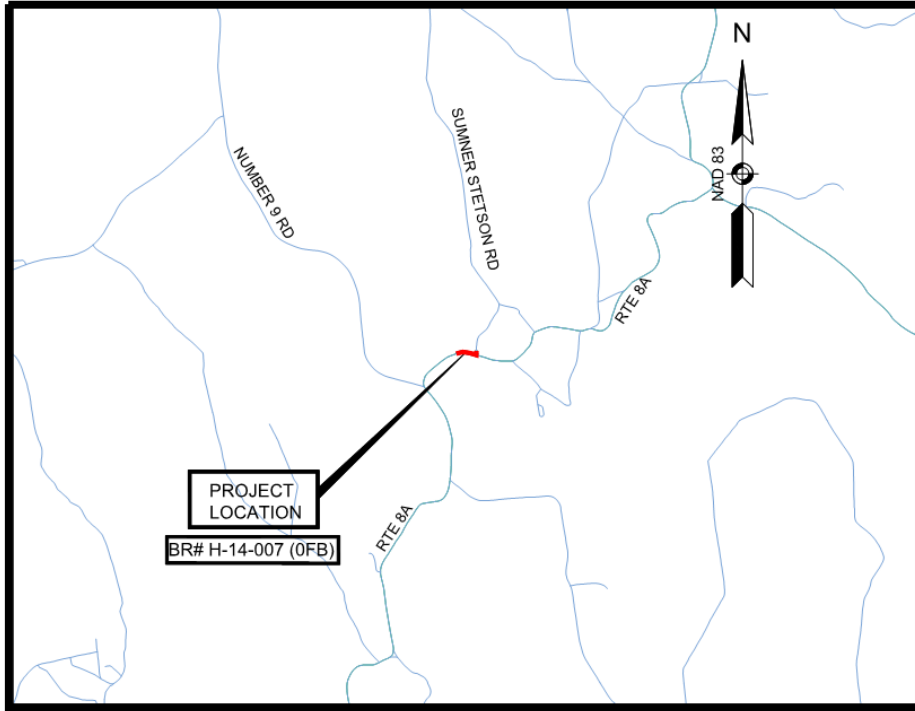 N
NAD 83
SUMNER STETSON RD
NUMBER 9 RD
RTE 8A
PROJECT
LOCATION
BR# H-14-007 (0FB)
RTE 8A